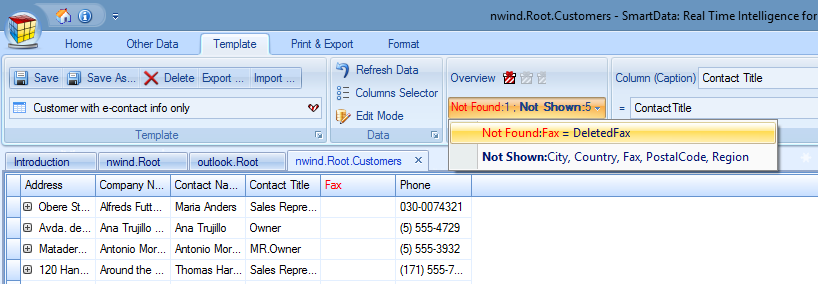 nwind.Root.Customers - SmartData: Real Time Intelligence for
Home Other Data Template Print & Export Format
Save Save As... Delete Export ... Import ...
Customer with e-contact info only
Template
Refresh Data
Columns Selector
Edit Mode
Data
Overview
Not Found:1 ; Not Shown:5
Column (Caption) Contact Title
= ContactTitle
Not Found:Fax = DeletedFax
Not Shown:City, Country, Fax, PostalCode, Region
Introduction nwind.Root outlook.Root nwind.Root.Customers
Address Company N... Contact Na... Contact Title Fax Phone
Obere St... Alfreds Futt... Maria Anders Sales Repre... 030-0074321
Avda. de... Ana Trujillo ... Ana Trujillo Owner (5) 555-4729
Matader... Antonio Mor... Antonio Mor... MR.Owner (5) 555-3932
120 Han... Around the ... Thomas Har... Sales Repre... (171) 555-7...